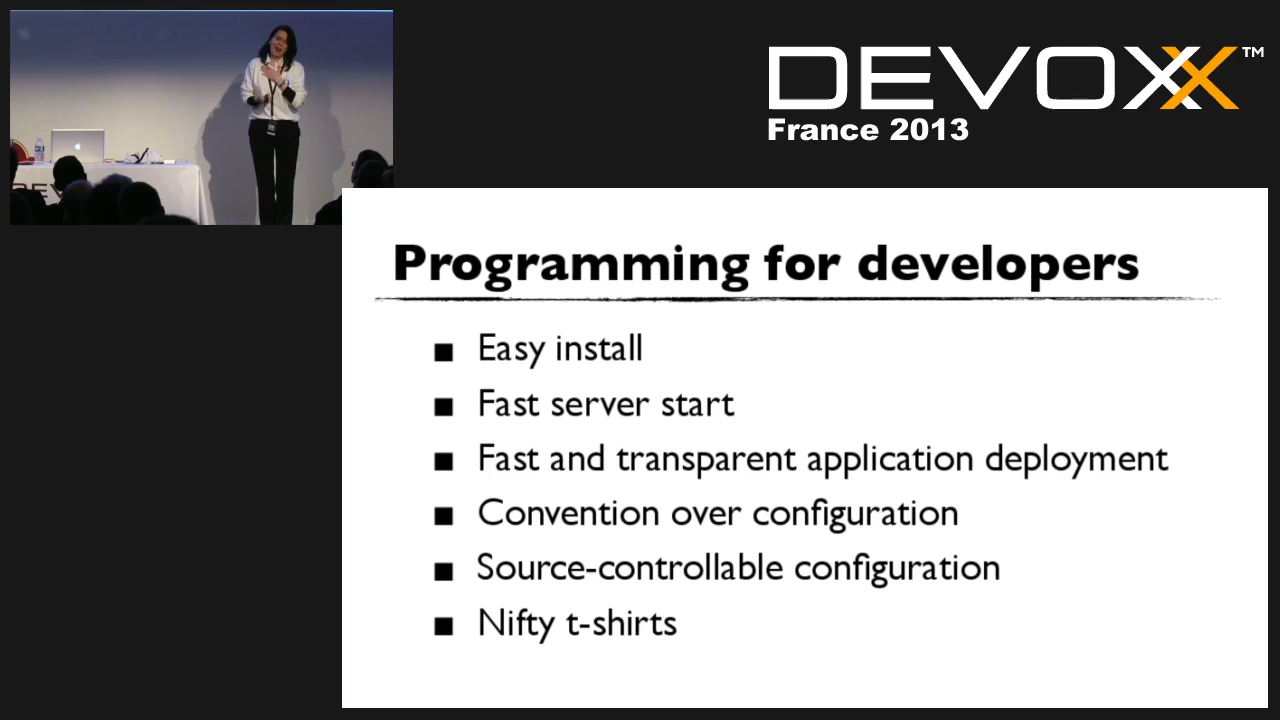 DEVOXX™
France 2013
DEV
Programming for developers
Easy install
Fast server start
Fast and transparent application deployment
Convention over configuration
Source-controllable configuration
Nifty t-shirts